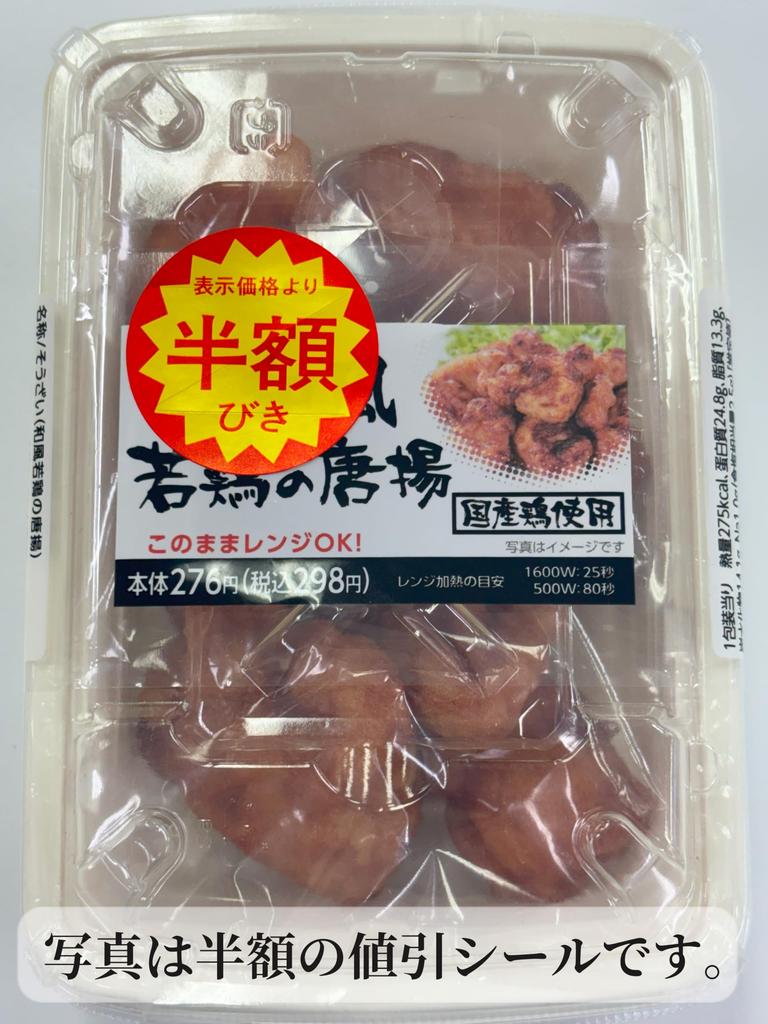 表示価格より
半額
びき
風
若鶏の唐揚
国産鶏使用
このままレンジOK!
写真はイメージです
本体276円(税込298円)
レンジ加熱の目安
1600W:25秒
500W:80秒
名称/そうざい(和風若鶏の唐揚)
1包装当り 熱量275kcal、蛋白質24.8g、脂質13.3g、
写真は半額の値引シールです。